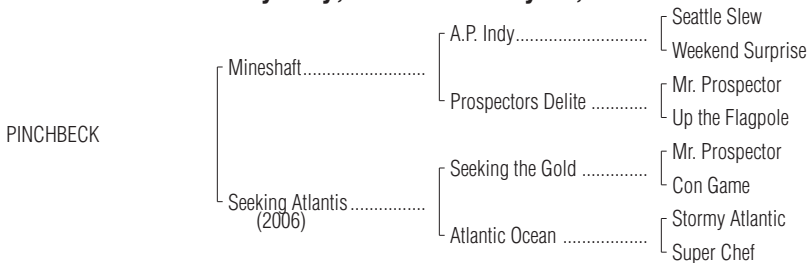 Seattle Slew
A.P. Indy............................
Weekend Surprise
Mineshaft..........................
Mr. Prospector
Prospectors Delite ............
Up the Flagpole
PINCHBECK
Mr. Prospector
Seeking the Gold ..............
Con Game
Seeking Atlantis................
(2006)
Stormy Atlantic
Atlantic Ocean ..................
Super Chef